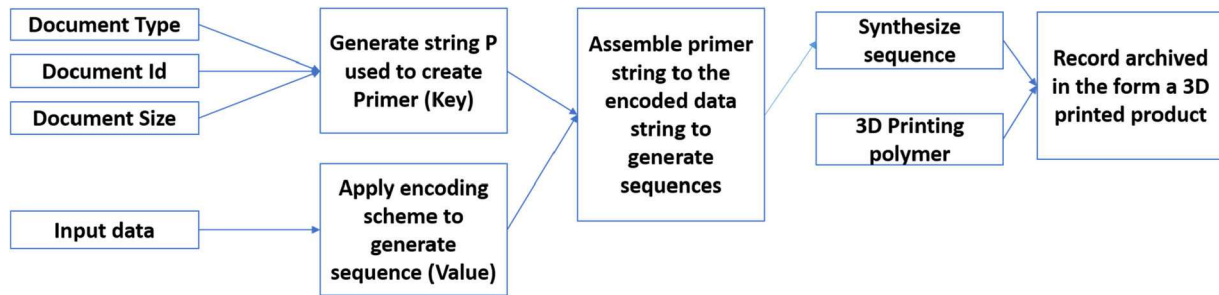 Document Type
Document Id
Document Size
Input data
Generate string P
used to create
Primer (Key)
Apply encoding
scheme to
generate
sequence (Value)
Assemble primer
string to the
encoded data
string to
generate
sequences
Synthesize
sequence
3D Printing
polymer
Record archived
in the form a 3D
printed product